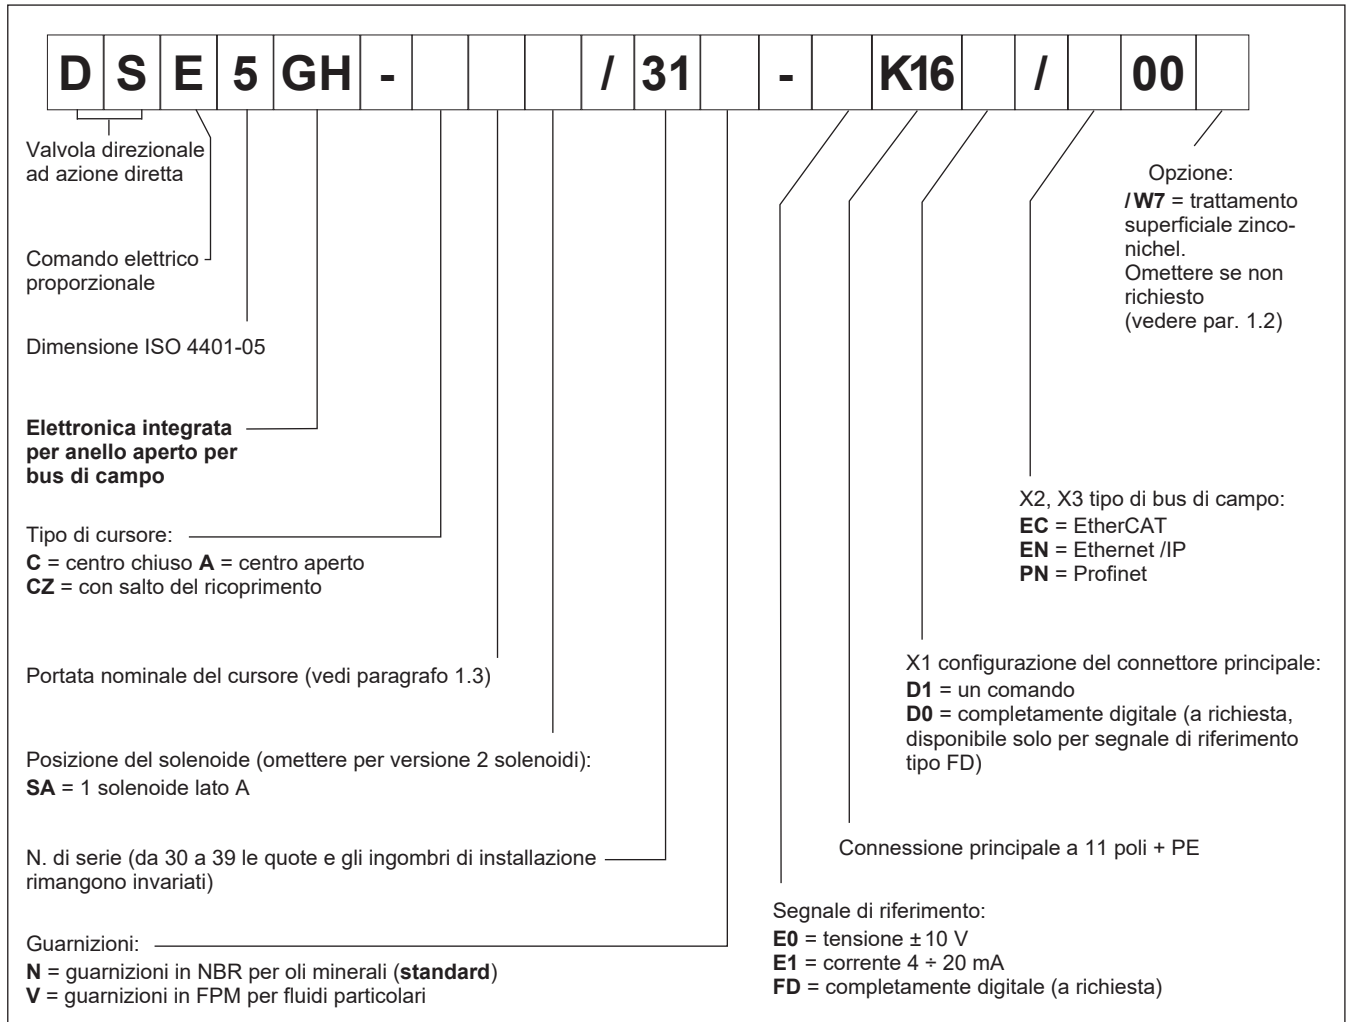 D S E 5 GH - / 31 - K16 / 00
Valvola direzionale
ad azione diretta
Comando elettrico
proporzionale
Dimensione ISO 4401-05
Elettronica integrata
per anello aperto per
bus di campo
Tipo di cursore:
C = centro chiuso A = centro aperto
CZ = con salto del ricoprimento
Portata nominale del cursore (vedi paragrafo 1.3)
Posizione del solenoide (omettere per versione 2 solenoidi):
SA = 1 solenoide lato A
N. di serie (da 30 a 39 le quote e gli ingombri di installazione
rimangono invariati)
Guarnizioni:
N = guarnizioni in NBR per oli minerali (standard)
V = guarnizioni in FPM per fluidi particolari
Opzione:
/W7 = trattamento
superficiale zinco-
nichel.
Omettere se non
richiesto
(vedere par. 1.2)
X2, X3 tipo di bus di campo:
EC = EtherCAT
EN = Ethernet /IP
PN = Profinet
X1 configurazione del connettore principale:
D1 = un comando
D0 = completamente digitale (a richiesta,
disponibile solo per segnale di riferimento
tipo FD)
Connessione principale a 11 poli + PE
Segnale di riferimento:
E0 = tensione ± 10 V
E1 = corrente 4 ÷ 20 mA
FD = completamente digitale (a richiesta)